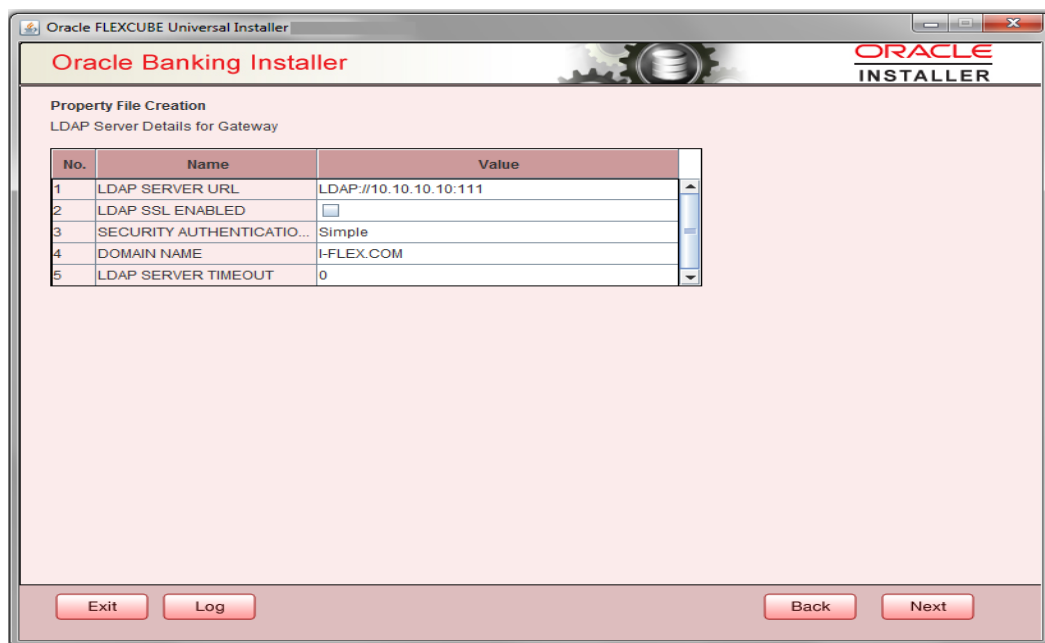 Oracle FLEXCUBE Universal Installer
Oracle Banking Installer
ORACLE
INSTALLER
Property File Creation
LDAP Server Details for Gateway
No. Name Value
1 LDAP SERVER URL LDAP://10.10.10.10:111
2 LDAP SSL ENABLED
3 SECURITY AUTHENTICATIO... Simple
4 DOMAIN NAME I-FLEX.COM
5 LDAP SERVER TIMEOUT 0
Exit Log Back Next